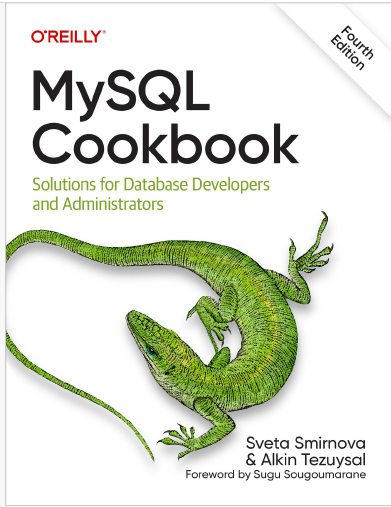 O'REILLY®
Fourth
Edition
MySQL
Cookbook
Solutions for Database Developers
and Administrators
Sveta Smirnova
& Alkin Tezuysal
Foreword by Sugu Sougoumarane